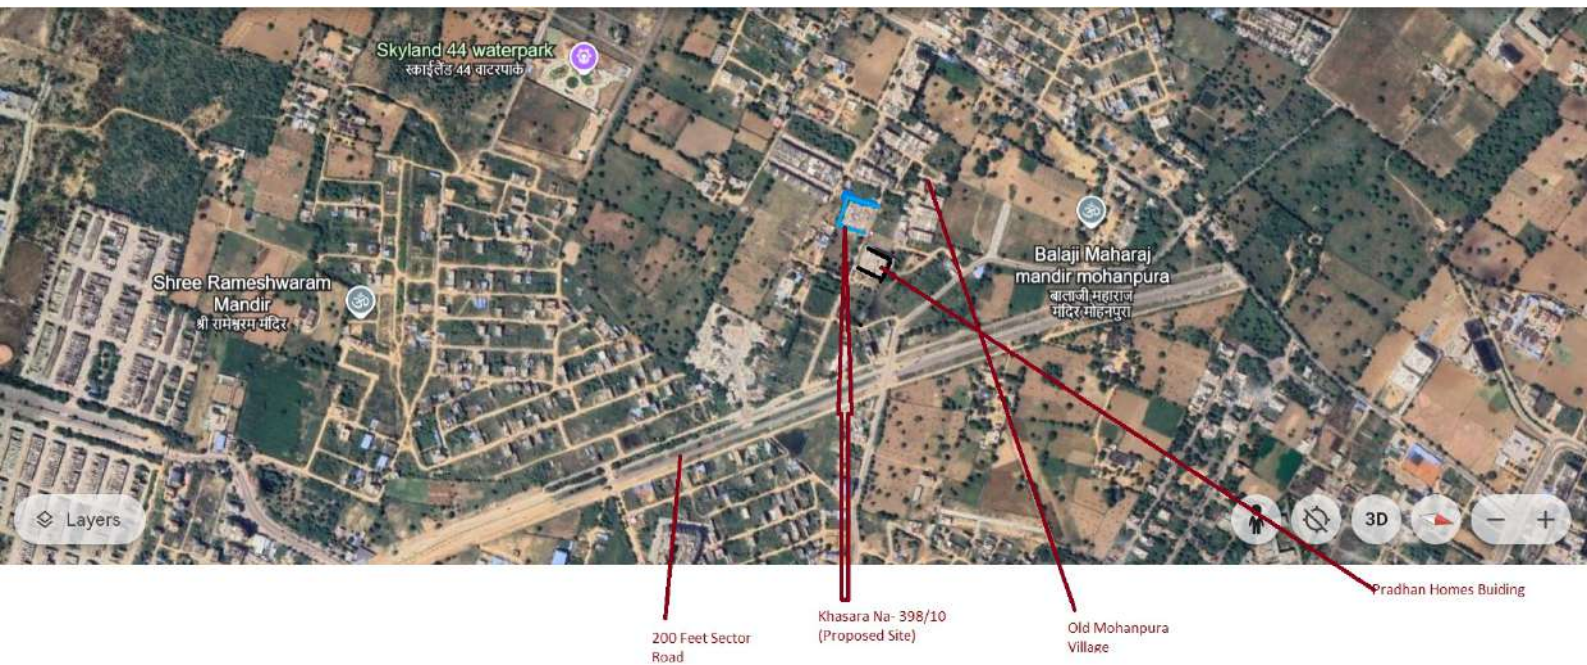 Skyland 44 waterpark
स्काईलैंड 44 वाटरपार्क
Shree Rameshwaram
Mandir
श्री रामेश्वरम मंदिर
Balaji Maharaj
mandir mohanpura
बालाजी महाराज
मंदिर मोहनपुरा
Layers
3D
200 Feet Sector
Road
Khasara Na- 398/10
(Proposed Site)
Old Mohanpura
Village
Pradhan Homes Buiding